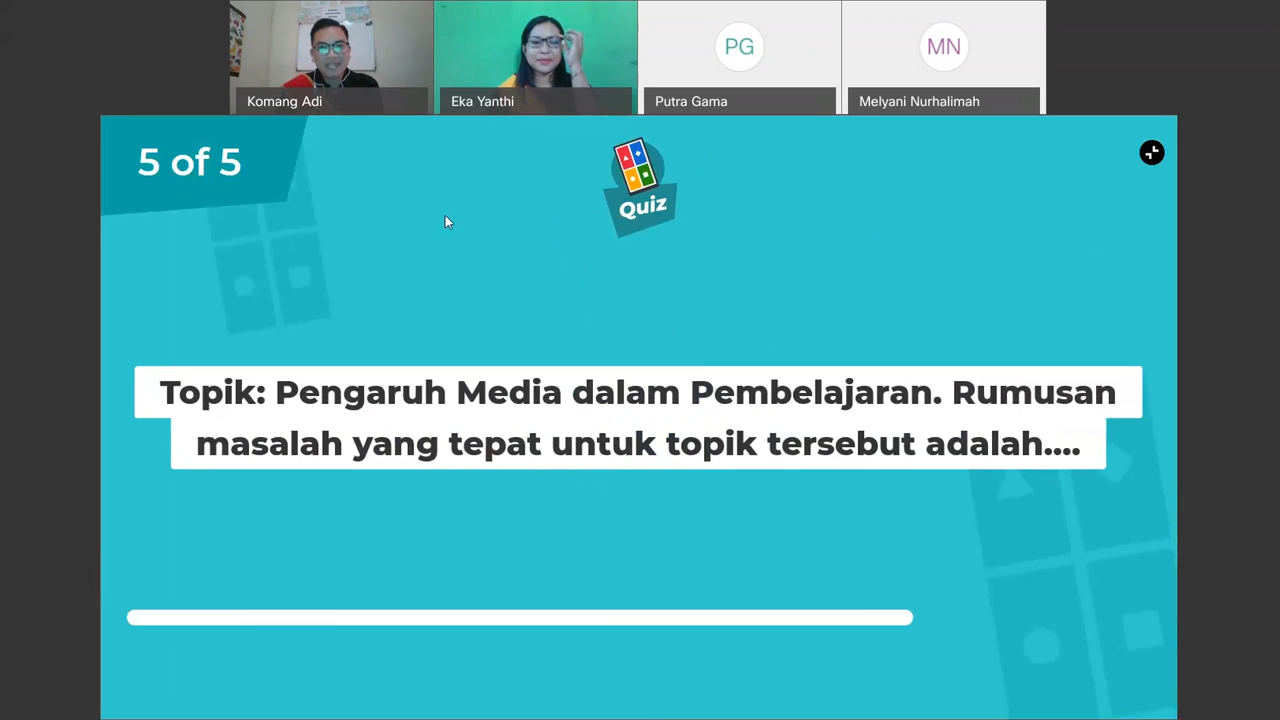 Komang Adi
Eka Yanthi
PG
Putra Gama
MN
Melyani Nurhalimah
5 of 5
Quiz
Topik: Pengaruh Media dalam Pembelajaran. Rumusan
masalah yang tepat untuk topik tersebut adalah....